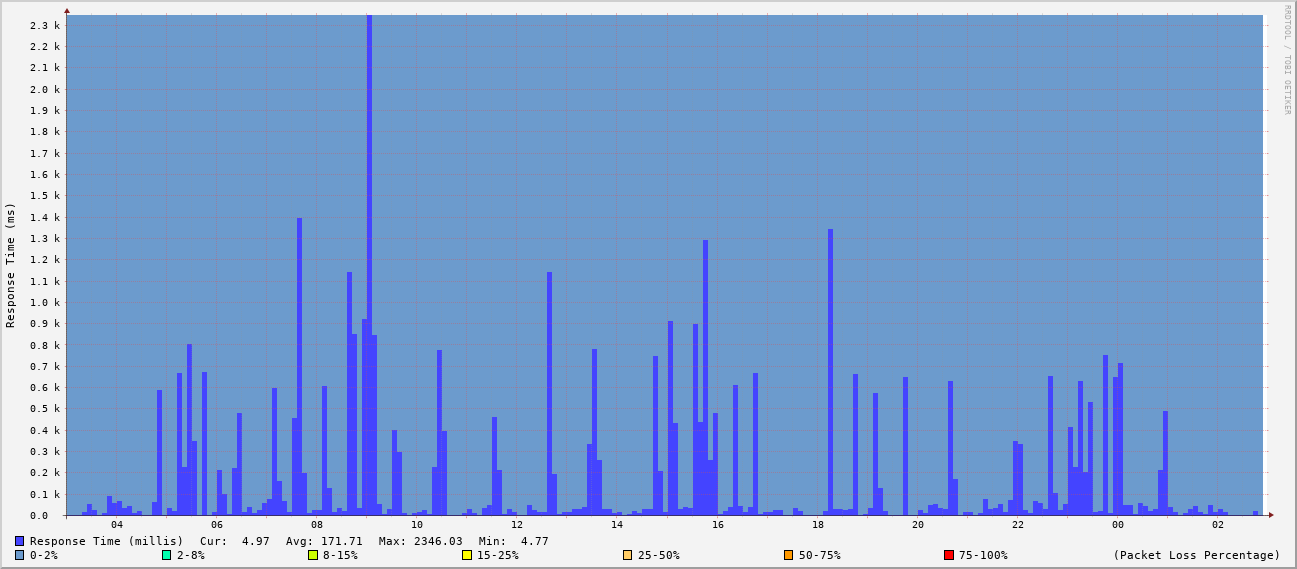 RRDTOOL / TOBI OETIKER
Response Time (ms)
2.3 k
2.2 k
2.1 k
2.0 k
1.9 k
1.8 k
1.7 k
1.6 k
1.5 k
1.4 k
1.3 k
1.2 k
1.1 k
1.0 k
0.9 k
0.8 k
0.7 k
0.6 k
0.5 k
0.4 k
0.3 k
0.2 k
0.1 k
0.0
04 06 08 10 12 14 16 18 20 22 00 02
Response Time (millis) Cur: 4.97 Avg: 171.71 Max: 2346.03 Min: 4.77
0-2% 2-8% 8-15% 15-25% 25-50% 50-75% 75-100% (Packet Loss Percentage)